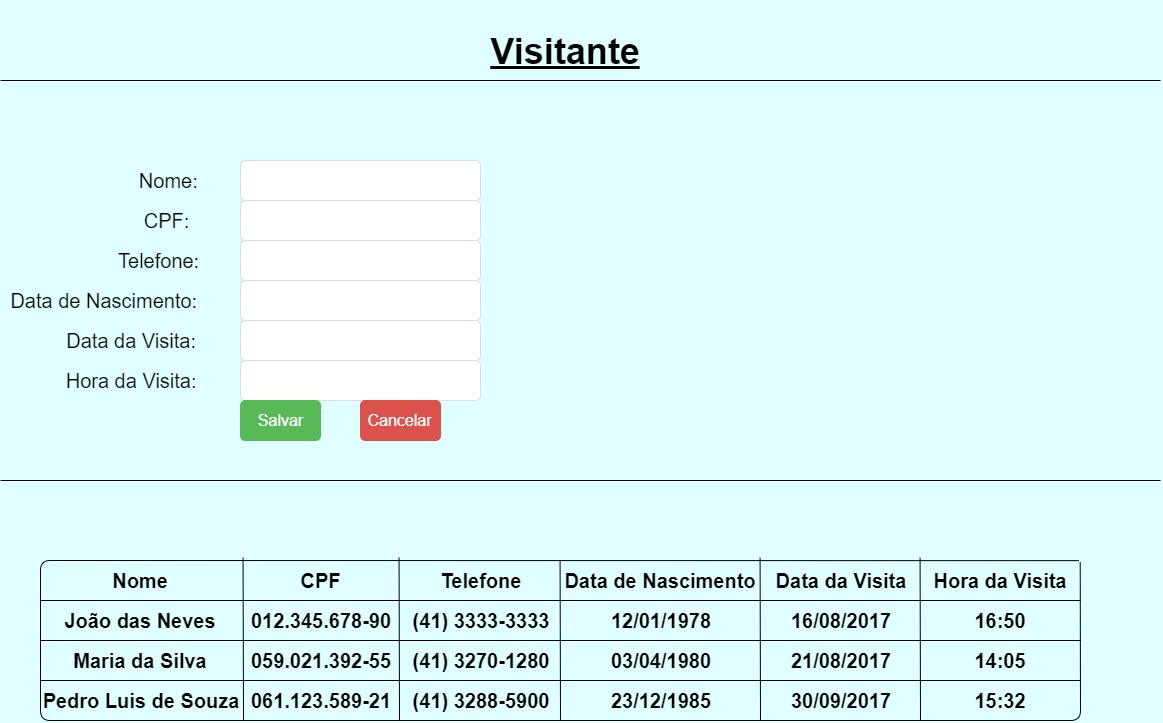 Visitante
Nome:
CPF:
Telefone:
Data de Nascimento:
Data da Visita:
Hora da Visita:
Salvar Cancelar
Nome CPF Telefone Data de Nascimento Data da Visita Hora da Visita
João das Neves 012.345.678-90 (41) 3333-3333 12/01/1978 16/08/2017 16:50
Maria da Silva 059.021.392-55 (41) 3270-1280 03/04/1980 21/08/2017 14:05
Pedro Luis de Souza 061.123.589-21 (41) 3288-5900 23/12/1985 30/09/2017 15:32